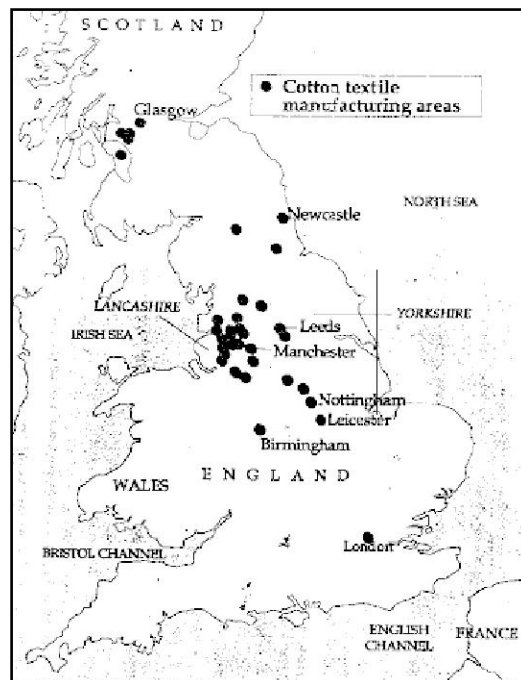 SCOTLAND
Cotton textile
manufacturing areas
Glasgow
Newcastle
NORTH SEA
LANCASHIRE
YORKSHIRE
IRISH SEA
Leeds
Manchester
Nottingham
Leicester
Birmingham
ENGLAND
WALES
London
BRISTOL CHANNEL
ENGLISH
CHANNEL
FRANCE